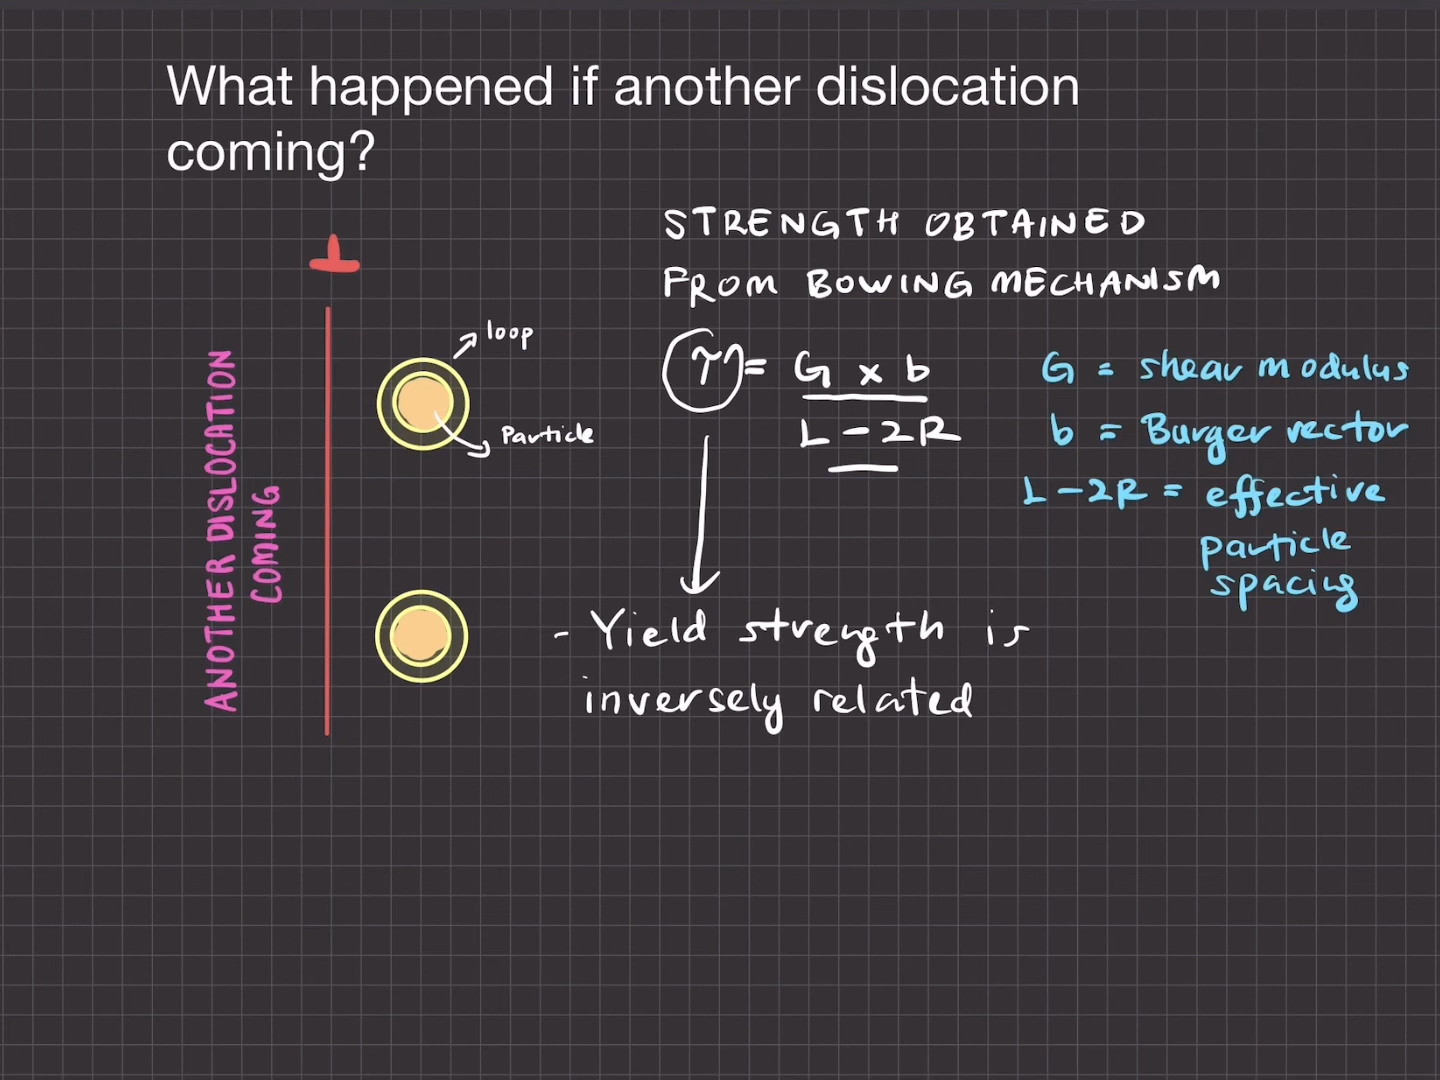 What happened if another dislocation
coming?
STRENGTH OBTAINED
FROM BOWING MECHANISM
loop
Particle
ANOTHER DISLOCATION
COMING
τ = G x b
L - 2R
G = shear modulus
b = Burger vector
L - 2R = effective
particle
spacing
- Yield strength is
inversely related